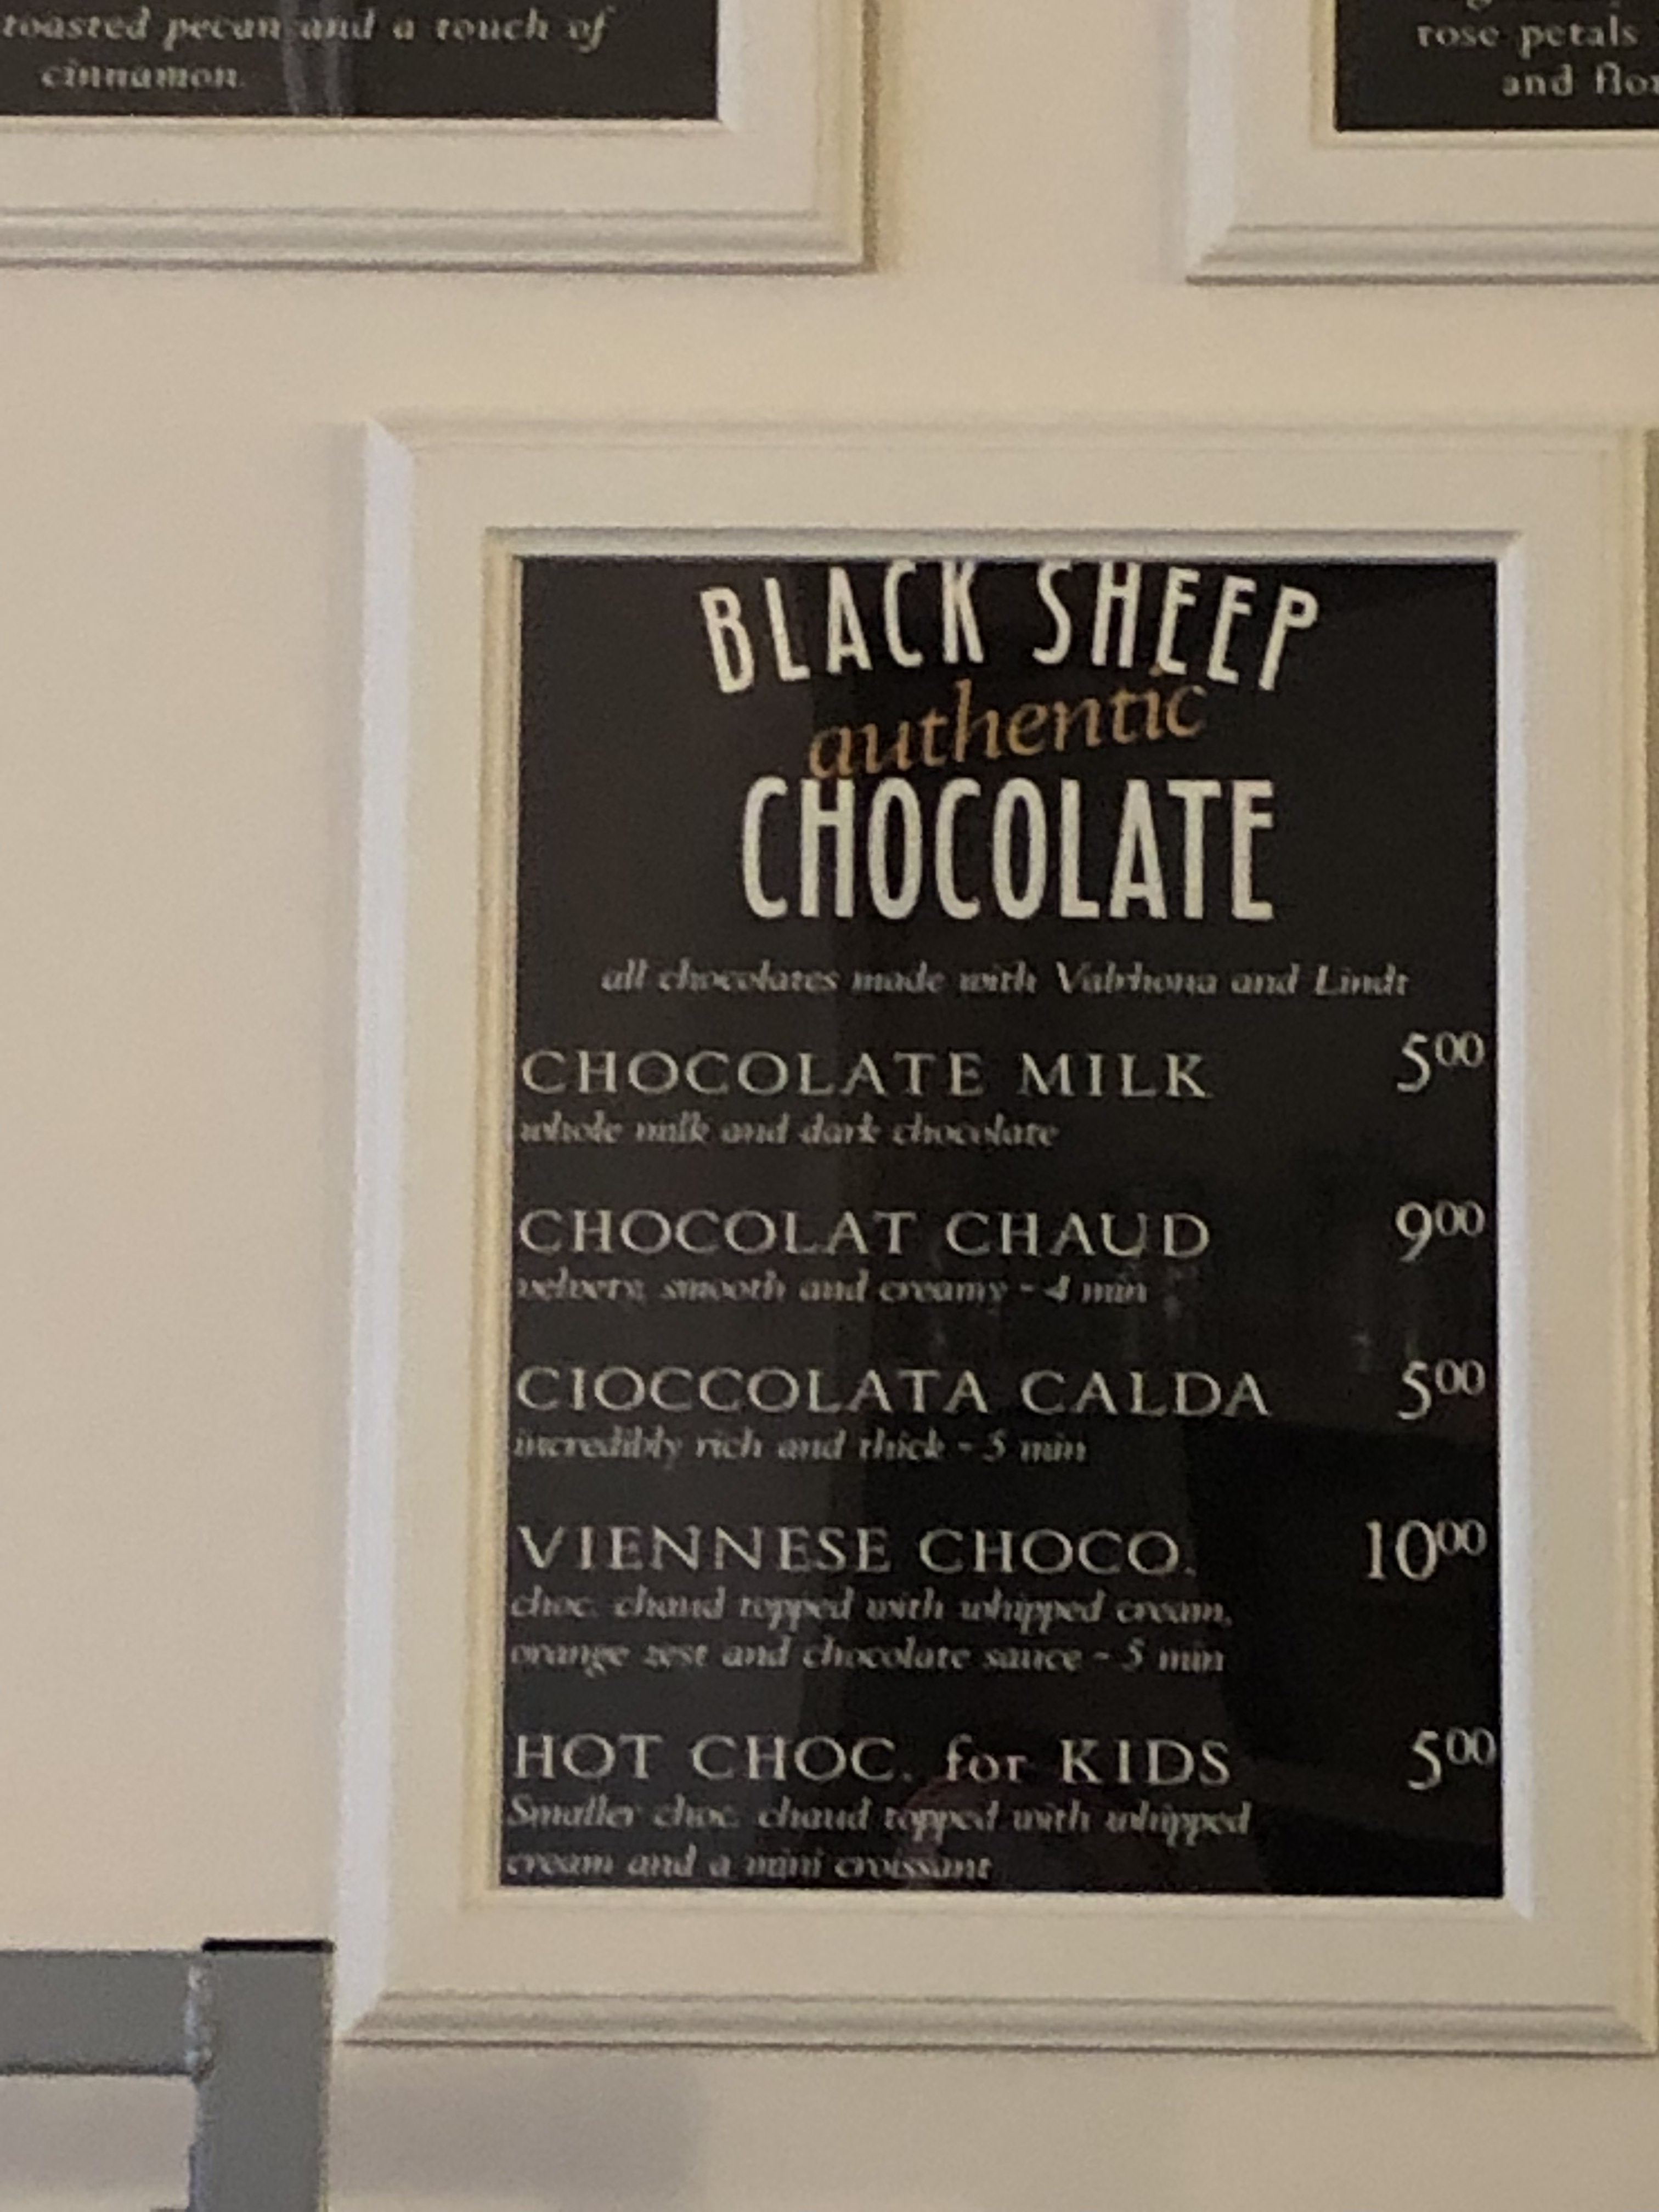 toasted pecan and a touch of
cinnamon.
rose petals
and flor
BLACK SHEEP
authentic
CHOCOLATE
all chocolates made with Valrhona and Lindt
CHOCOLATE MILK 500
whole milk and dark chocolate
CHOCOLAT CHAUD 900
velvety, smooth and creamy - 4 min
CIOCCOLATA CALDA 500
incredibly rich and thick - 5 min
VIENNESE CHOCO. 1000
choc. chaud topped with whipped cream,
orange zest and chocolate sauce - 5 min
HOT CHOC. for KIDS 500
Smaller choc. chaud topped with whipped
cream and a mini croissant